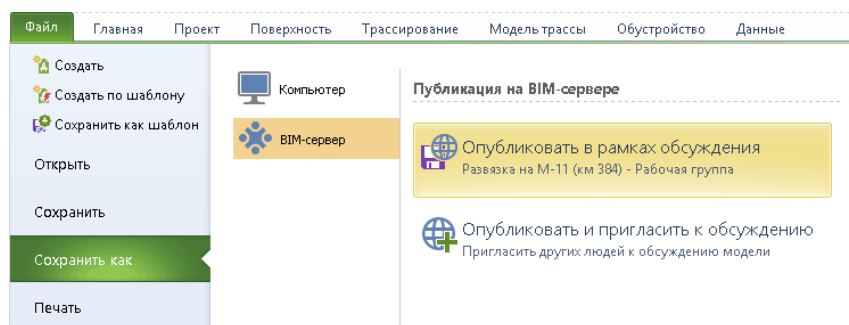 Файл Главная Проект Поверхность Трассирование Модель трассы Обустройство Данные
Создать
Создать по шаблону
Сохранить как шаблон
Открыть
Сохранить
Сохранить как
Печать
Компьютер
BIM-сервер
Публикация на BIM-сервере
Опубликовать в рамках обсуждения
Развязка на М-11 (км 384) - Рабочая группа
Опубликовать и пригласить к обсуждению
Пригласить других людей к обсуждению модели